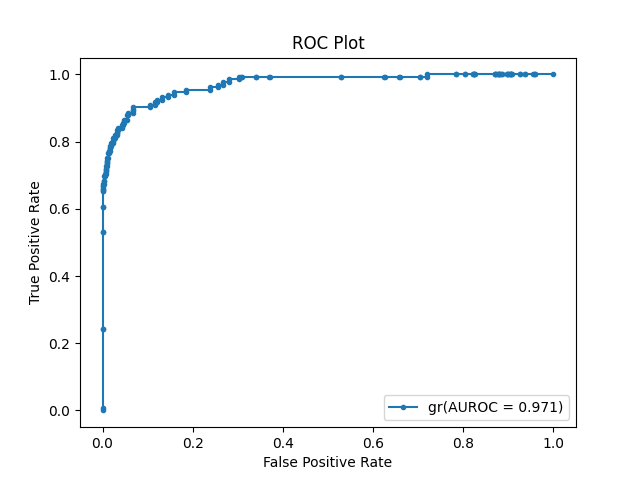 ROC Plot
True Positive Rate
1.0
0.8
0.6
0.4
0.2
0.0
gr(AUROC = 0.971)
0.0 0.2 0.4 0.6 0.8 1.0
False Positive Rate